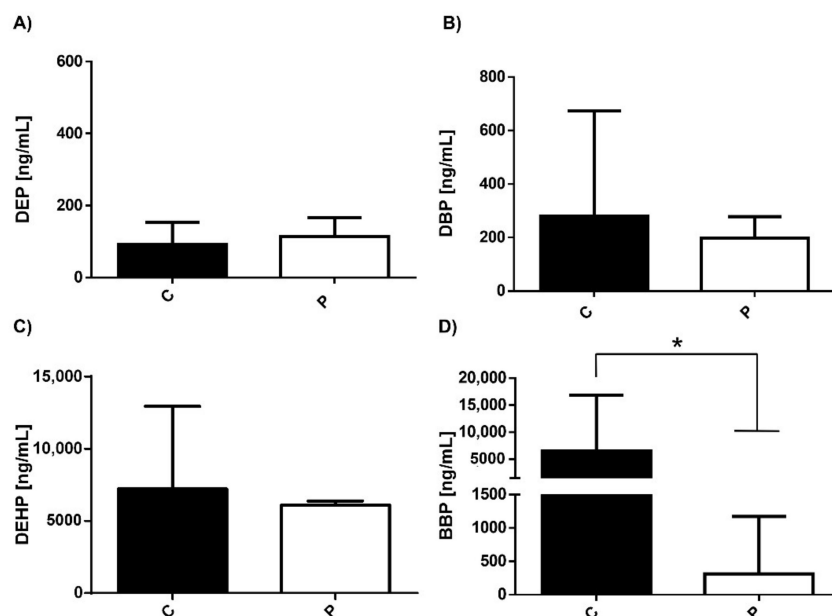 A)
DEP [ng/mL]
600
400
200
0
C
P
B)
DBP [ng/mL]
800
600
400
200
0
C
P
C)
DEHP [ng/mL]
15,000
10,000
5000
0
C
P
D)
*
BBP [ng/mL]
20,000
15,000
10,000
5000
1500
1000
500
0
C
P